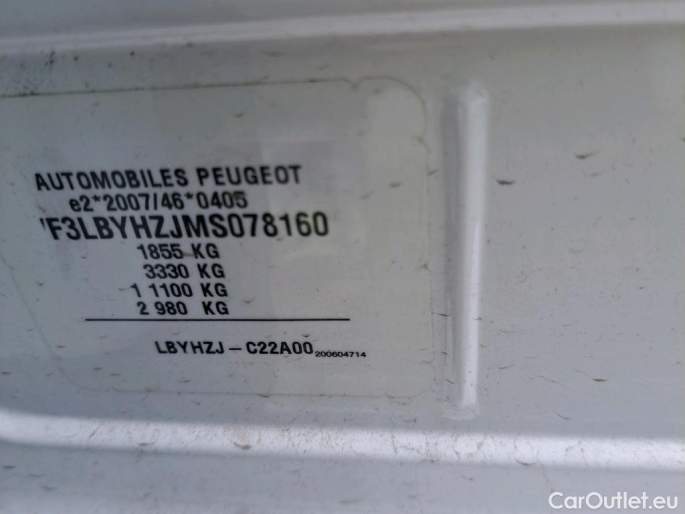 AUTOMOBILES PEUGEOT
e2*2007/46*0405
VF3LBYHZJMS078160
1855 KG
3330 KG
1 1100 KG
2 980 KG
LBYHZJ – C22A00 200604714
CarOutlet.eu